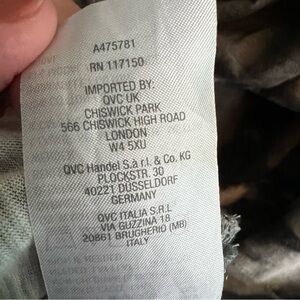 A475781
RN 117150
IMPORTED BY:
QVC UK
CHISWICK PARK
566 CHISWICK HIGH ROAD
LONDON
W4 5XU
QVC Handel S.à r.l. & Co. KG
PLOCKSTR. 30
40221 DÜSSELDORF
GERMANY
QVC ITALIA S.R.L
VIA GUZZINA 18
20861 BRUGHERIO (MB)
ITALY